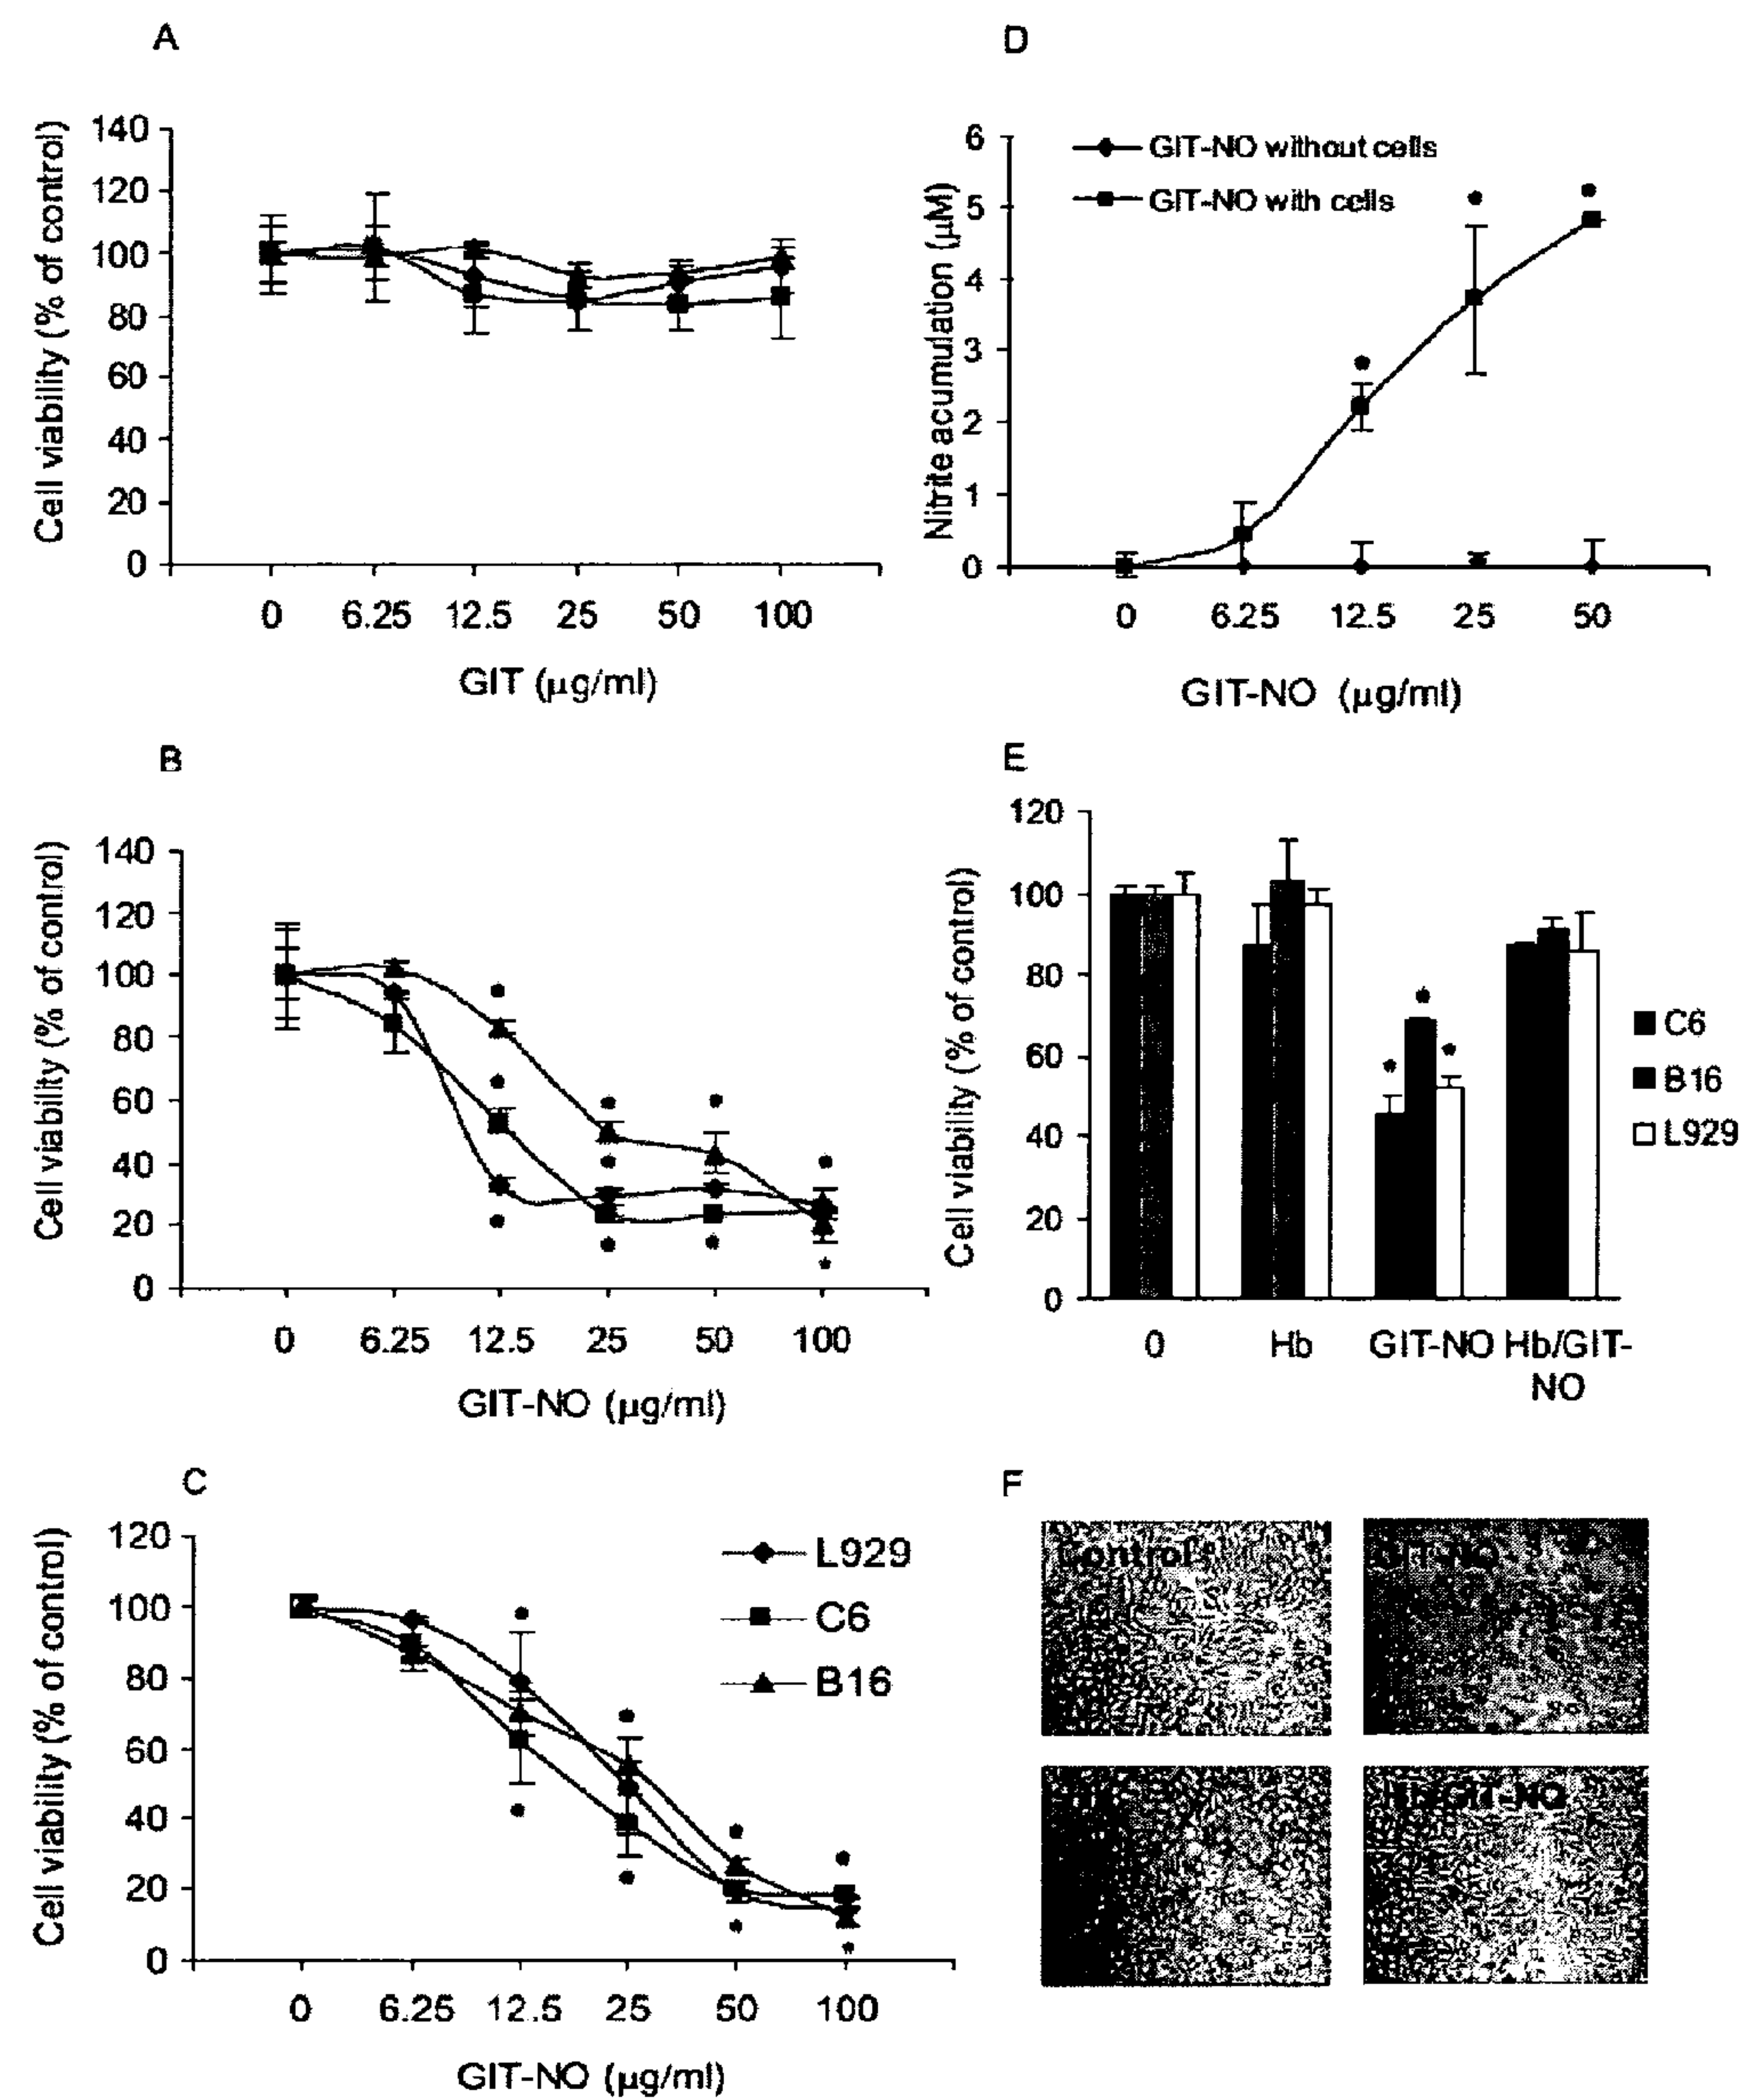 A
Cell viability (% of control)
140
120
100
80
60
40
20
0
0 6.25 12.5 25 50 100
GIT (µg/ml)
B
Cell viability (% of control)
140
120
100
80
60
40
20
0
0 6.25 12.5 25 50 100
GIT-NO (µg/ml)
C
Cell viability (% of control)
120
100
80
60
40
20
0
L929
C6
B16
0 6.25 12.5 25 50 100
GIT-NO (µg/ml)
D
Nitrite acumulation (µM)
6
5
4
3
2
1
0
GIT-NO without cells
GIT-NO with cells
0 6.25 12.5 25 50
GIT-NO (µg/ml)
E
Cell viability (% of control)
120
100
80
60
40
20
0
C6
B16
L929
0 Hb GIT-NO Hb/GIT-
NO
F
Control
GIT-NO
Hb/GIT-NO